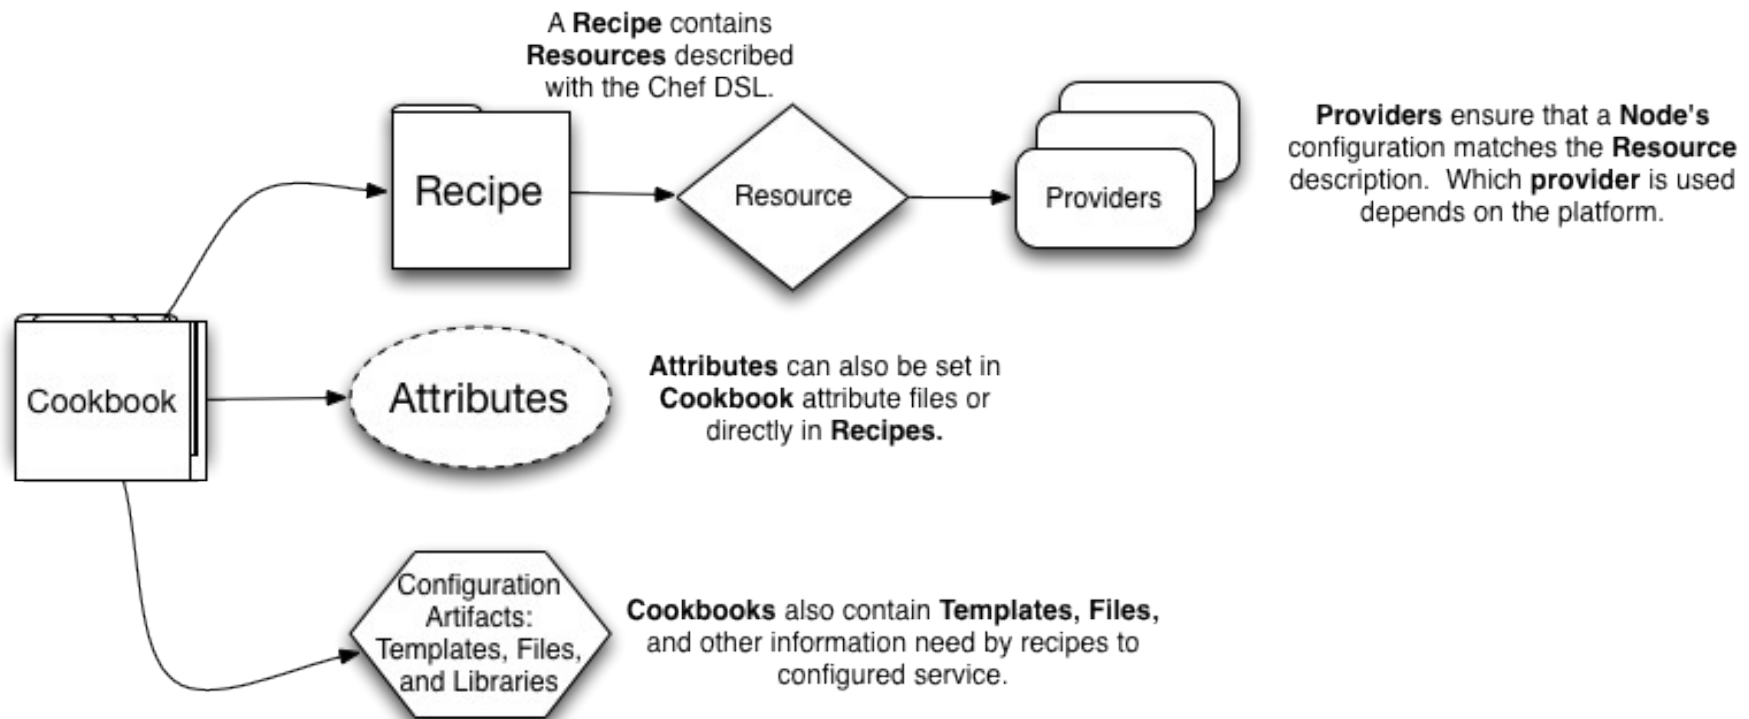 A Recipe contains
Resources described
with the Chef DSL.
Recipe
Resource
Providers
Providers ensure that a Node's
configuration matches the Resource
description. Which provider is used
depends on the platform.
Cookbook
Attributes
Attributes can also be set in
Cookbook attribute files or
directly in Recipes.
Configuration
Artifacts:
Templates, Files,
and Libraries
Cookbooks also contain Templates, Files,
and other information need by recipes to
configured service.